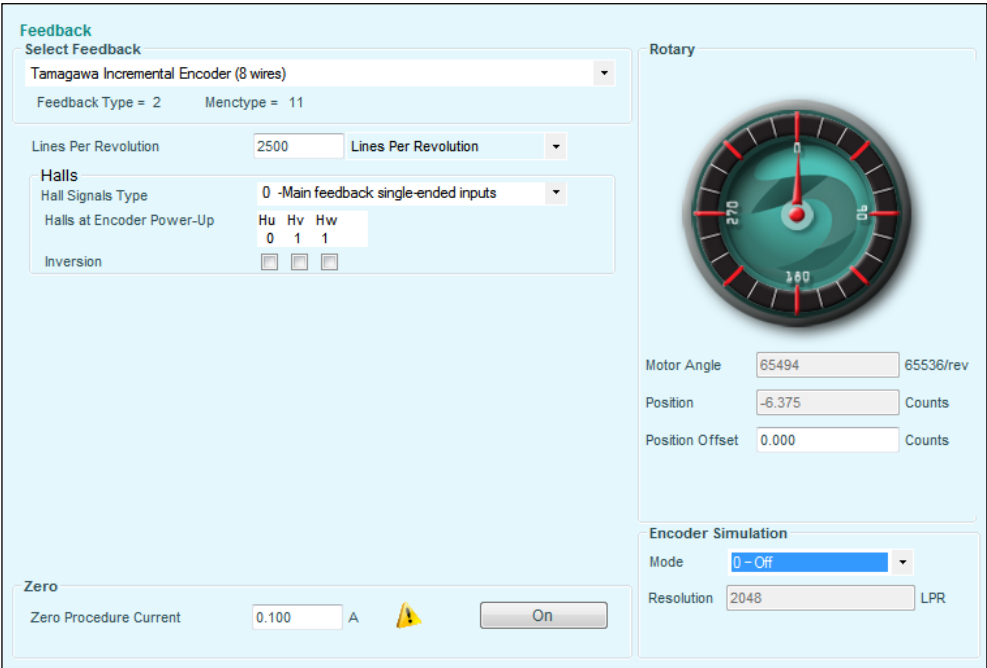 Feedback
Select Feedback
Tamagawa Incremental Encoder (8 wires)
Feedback Type = 2 Menctype = 11
Lines Per Revolution 2500 Lines Per Revolution
Halls
Hall Signals Type 0 -Main feedback single-ended inputs
Halls at Encoder Power-Up Hu Hv Hw
0 1 1
Inversion
Zero
Zero Procedure Current 0.100 A On
Rotary
0
270 90
180
Motor Angle 65494 65536/rev
Position -6.375 Counts
Position Offset 0.000 Counts
Encoder Simulation
Mode 0 – Off
Resolution 2048 LPR